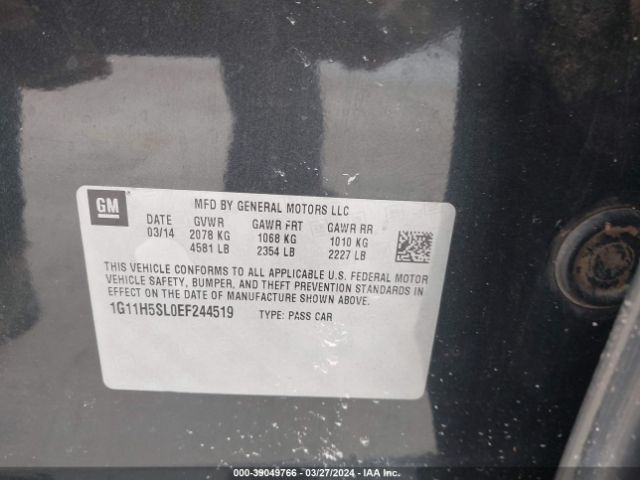 GM
MFD BY GENERAL MOTORS LLC
DATE GVWR GAWR FRT GAWR RR
03/14 2078 KG 1068 KG 1010 KG
4581 LB 2354 LB 2227 LB
THIS VEHICLE CONFORMS TO ALL APPLICABLE U.S. FEDERAL MOTOR
VEHICLE SAFETY, BUMPER, AND THEFT PREVENTION STANDARDS IN
EFFECT ON THE DATE OF MANUFACTURE SHOWN ABOVE.
1G11H5SL0EF244519 TYPE: PASS CAR
000-39049766 - 03/27/2024 - IAA Inc.